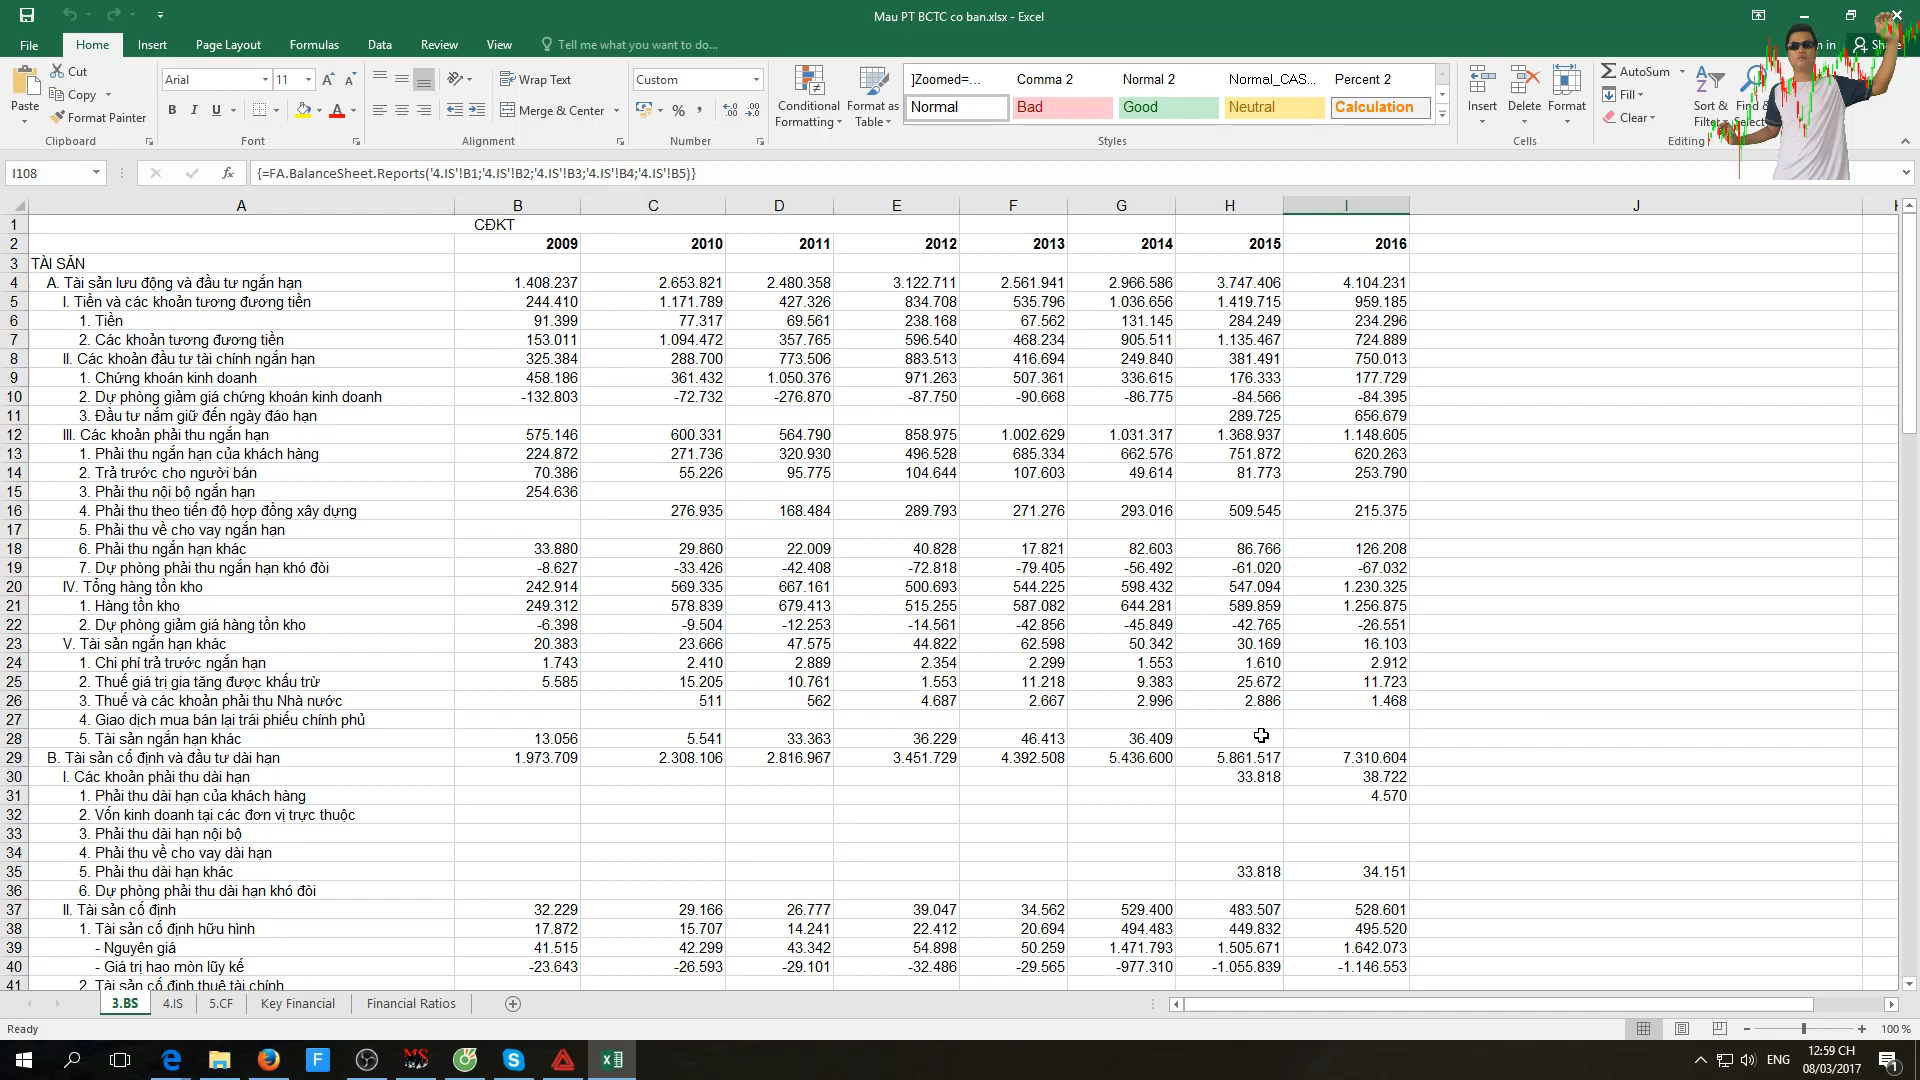 Mau PT BCTC co ban.xlsx - Excel
File Home Insert Page Layout Formulas Data Review View Tell me what you want to do... Share
Paste Cut Copy Format Painter Clipboard
Arial 11 B I U Font
Wrap Text Merge & Center Alignment
Custom % Number
Conditional Formatting Format as Table
]Zoomed=... Comma 2 Normal 2 Normal_CAS... Percent 2
Normal Bad Good Neutral Calculation
Styles
Insert Delete Format Cells
AutoSum Fill Clear Sort & Filter Find & Select Editing
I108 fx {=FA.BalanceSheet.Reports('4.IS'!B1;'4.IS'!B2;'4.IS'!B3;'4.IS'!B4;'4.IS'!B5)}
A B C D E F G H I J
1 CĐKT
2 2009 2010 2011 2012 2013 2014 2015 2016
3 TÀI SẢN
4 A. Tài sản lưu động và đầu tư ngắn hạn 1.408.237 2.653.821 2.480.358 3.122.711 2.561.941 2.966.586 3.747.406 4.104.231
5 I. Tiền và các khoản tương đương tiền 244.410 1.171.789 427.326 834.708 535.796 1.036.656 1.419.715 959.185
6 1. Tiền 91.399 77.317 69.561 238.168 67.562 131.145 284.249 234.296
7 2. Các khoản tương đương tiền 153.011 1.094.472 357.765 596.540 468.234 905.511 1.135.467 724.889
8 II. Các khoản đầu tư tài chính ngắn hạn 325.384 288.700 773.506 883.513 416.694 249.840 381.491 750.013
9 1. Chứng khoán kinh doanh 458.186 361.432 1.050.376 971.263 507.361 336.615 176.333 177.729
10 2. Dự phòng giảm giá chứng khoán kinh doanh -132.803 -72.732 -276.870 -87.750 -90.668 -86.775 -84.566 -84.395
11 3. Đầu tư nắm giữ đến ngày đáo hạn 289.725 656.679
12 III. Các khoản phải thu ngắn hạn 575.146 600.331 564.790 858.975 1.002.629 1.031.317 1.368.937 1.148.605
13 1. Phải thu ngắn hạn của khách hàng 224.872 271.736 320.930 496.528 685.334 662.576 751.872 620.263
14 2. Trả trước cho người bán 70.386 55.226 95.775 104.644 107.603 49.614 81.773 253.790
15 3. Phải thu nội bộ ngắn hạn 254.636
16 4. Phải thu theo tiến độ hợp đồng xây dựng 276.935 168.484 289.793 271.276 293.016 509.545 215.375
17 5. Phải thu về cho vay ngắn hạn
18 6. Phải thu ngắn hạn khác 33.880 29.860 22.009 40.828 17.821 82.603 86.766 126.208
19 7. Dự phòng phải thu ngắn hạn khó đòi -8.627 -33.426 -42.408 -72.818 -79.405 -56.492 -61.020 -67.032
20 IV. Tổng hàng tồn kho 242.914 569.335 667.161 500.693 544.225 598.432 547.094 1.230.325
21 1. Hàng tồn kho 249.312 578.839 679.413 515.255 587.082 644.281 589.859 1.256.875
22 2. Dự phòng giảm giá hàng tồn kho -6.398 -9.504 -12.253 -14.561 -42.856 -45.849 -42.765 -26.551
23 V. Tài sản ngắn hạn khác 20.383 23.666 47.575 44.822 62.598 50.342 30.169 16.103
24 1. Chi phí trả trước ngắn hạn 1.743 2.410 2.889 2.354 2.299 1.553 1.610 2.912
25 2. Thuế giá trị gia tăng được khấu trừ 5.585 15.205 10.761 1.553 11.218 9.383 25.672 11.723
26 3. Thuế và các khoản phải thu Nhà nước 511 562 4.687 2.667 2.996 2.886 1.468
27 4. Giao dịch mua bán lại trái phiếu chính phủ
28 5. Tài sản ngắn hạn khác 13.056 5.541 33.363 36.229 46.413 36.409
29 B. Tài sản cố định và đầu tư dài hạn 1.973.709 2.308.106 2.816.967 3.451.729 4.392.508 5.436.600 5.861.517 7.310.604
30 I. Các khoản phải thu dài hạn 33.818 38.722
31 1. Phải thu dài hạn của khách hàng 4.570
32 2. Vốn kinh doanh tại các đơn vị trực thuộc
33 3. Phải thu dài hạn nội bộ
34 4. Phải thu về cho vay dài hạn
35 5. Phải thu dài hạn khác 33.818 34.151
36 6. Dự phòng phải thu dài hạn khó đòi
37 II. Tài sản cố định 32.229 29.166 26.777 39.047 34.562 529.400 483.507 528.601
38 1. Tài sản cố định hữu hình 17.872 15.707 14.241 22.412 20.694 494.483 449.832 495.520
39 - Nguyên giá 41.515 42.299 43.342 54.898 50.259 1.471.793 1.505.671 1.642.073
40 - Giá trị hao mòn lũy kế -23.643 -26.593 -29.101 -32.486 -29.565 -977.310 -1.055.839 -1.146.553
41 2. Tài sản cố định thuê tài chính
3.BS 4.IS 5.CF Key Financial Financial Ratios
Ready 100 %
ENG 12:59 CH
08/03/2017